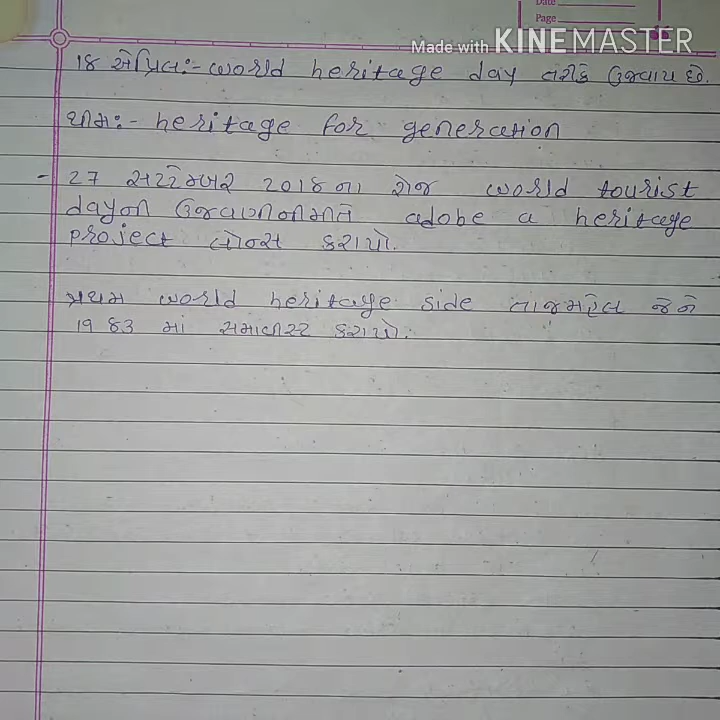 Date
Page
Made with KINEMASTER
18 એપ્રિલ:- world heritage day તરીકે ઉજવાય છે.
થીમ:- heritage for generation
- 27 સપ્ટેમ્બર 2018 ના રોજ world tourist
dayની ઉજવણીનીમાતે adobe a heritage
project લોન્ચ કરાયો.
પ્રથમ world heritage side તાજમહેલ જેને
1983 માં સમાવીસ્ટ કરાયો.